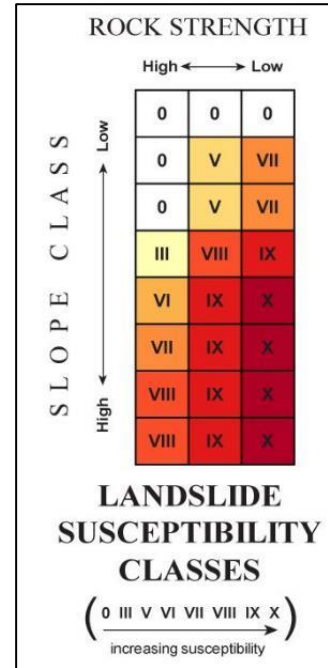 ROCK STRENGTH
High Low
SLOPE CLASS
Low
High
0 0 0
0 V VII
0 V VII
III VIII IX
VI IX X
VII IX X
VIII IX X
VIII IX X
LANDSLIDE
SUSCEPTIBILITY
CLASSES
( 0 III V VI VII VIII IX X )
increasing susceptibility